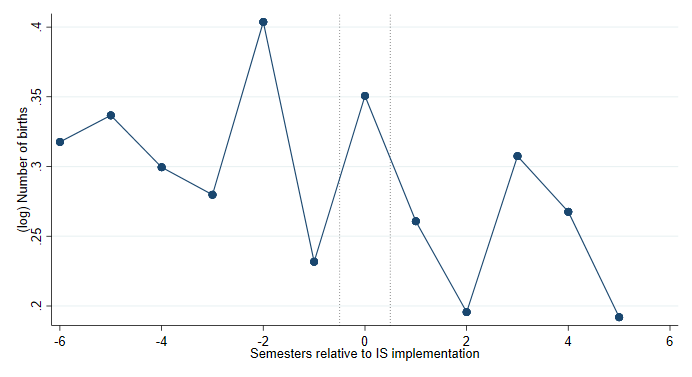 (log) Number of births
.4
.35
.3
.25
.2
-6 -4 -2 0 2 4 6
Semesters relative to IS implementation